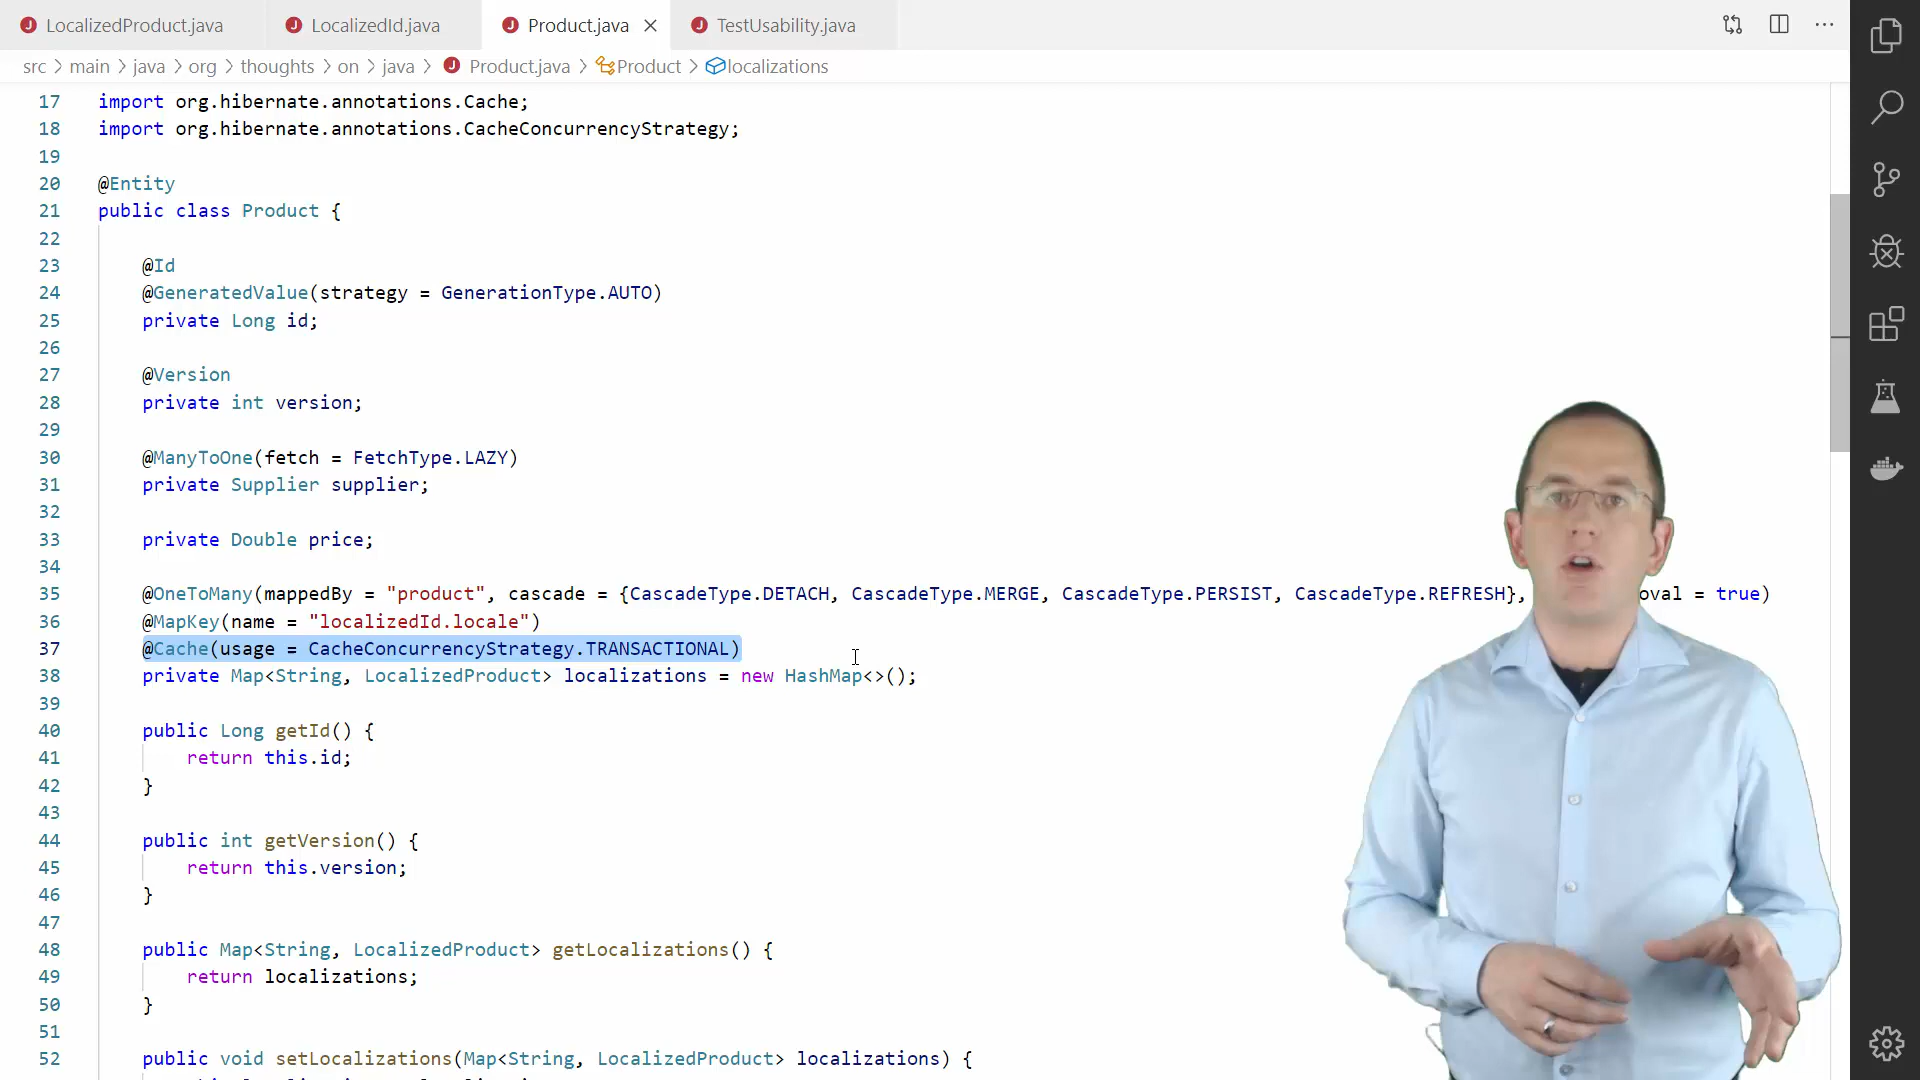 LocalizedProduct.java LocalizedId.java Product.java TestUsability.java
src > main > java > org > thoughts > on > java > Product.java > Product > localizations
17 import org.hibernate.annotations.Cache;
18 import org.hibernate.annotations.CacheConcurrencyStrategy;
19
20 @Entity
21 public class Product {
22
23 @Id
24 @GeneratedValue(strategy = GenerationType.AUTO)
25 private Long id;
26
27 @Version
28 private int version;
29
30 @ManyToOne(fetch = FetchType.LAZY)
31 private Supplier supplier;
32
33 private Double price;
34
35 @OneToMany(mappedBy = "product", cascade = {CascadeType.DETACH, CascadeType.MERGE, CascadeType.PERSIST, CascadeType.REFRESH}, oval = true)
36 @MapKey(name = "localizedId.locale")
37 @Cache(usage = CacheConcurrencyStrategy.TRANSACTIONAL)
38 private Map<String, LocalizedProduct> localizations = new HashMap<>();
39
40 public Long getId() {
41 return this.id;
42 }
43
44 public int getVersion() {
45 return this.version;
46 }
47
48 public Map<String, LocalizedProduct> getLocalizations() {
49 return localizations;
50 }
51
52 public void setLocalizations(Map<String, LocalizedProduct> localizations) {